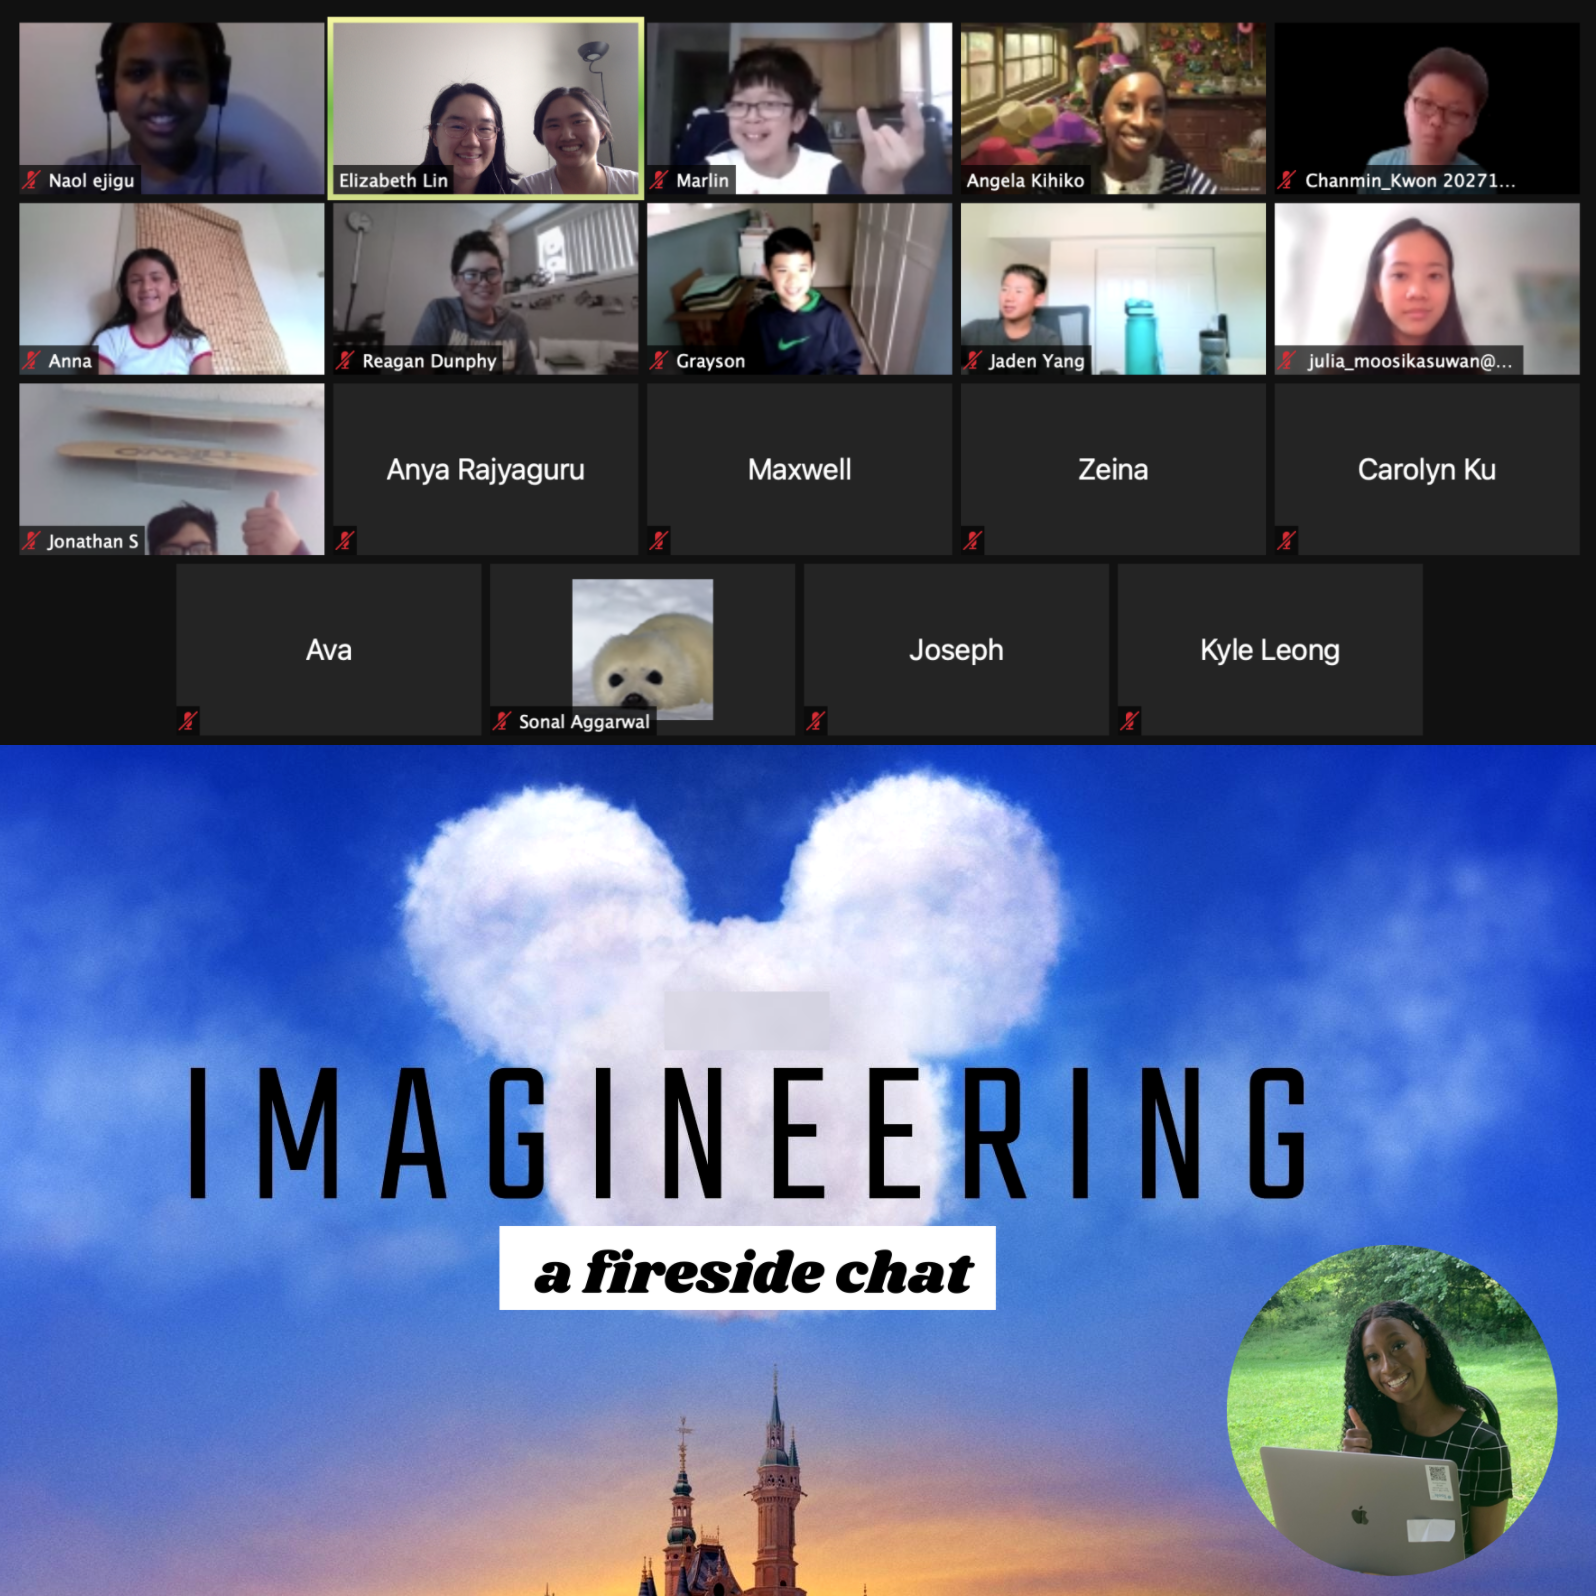 Naol ejigu
Elizabeth Lin
Marlin
Angela Kihiko
Chanmin_Kwon 20271...
Anna
Reagan Dunphy
Grayson
Jaden Yang
julia_moosikasuwan@...
Jonathan S
Anya Rajyaguru
Maxwell
Zeina
Carolyn Ku
Ava
Sonal Aggarwal
Joseph
Kyle Leong
IMAGINEERING
a fireside chat